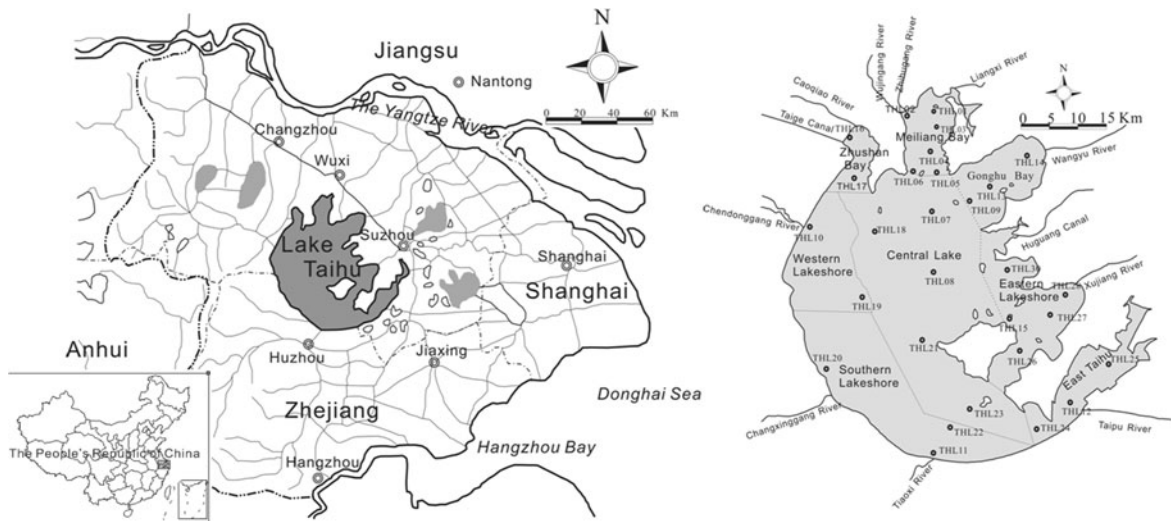 Jiangsu
N
Nantong
The Yangtze River
0 20 40 60 Km
Changzhou
Wuxi
Lake
Taihu
Suzhou
Shanghai
Shanghai
Anhui
Huzhou
Jiaxing
Zhejiang
Donghai Sea
Hangzhou Bay
Hangzhou
The People's Republic of China
Wujingang River
Zhihugang River
Liangxi River
N
Caoqiao River
0 5 10 15 Km
Taige Canal
THL16
THL02
THL03
Meiliang Bay
THL04
THL14
Wangyu River
Zhushan
Bay
THL17
THL06
THL05
Gonghu Bay
THL13
THL09
THL07
Chendonggang River
THL10
THL18
Huguang Canal
Western
Lakeshore
Central Lake
THL08
THL30
Eastern
Lakeshore
THL28
Xujiang River
THL19
THL15
THL27
THL21
THL26
THL20
Southern
Lakeshore
East Taihu
THL25
Changxinggang River
THL23
THL12
THL22
THL24
Taipu River
THL11
Tiaoxi River